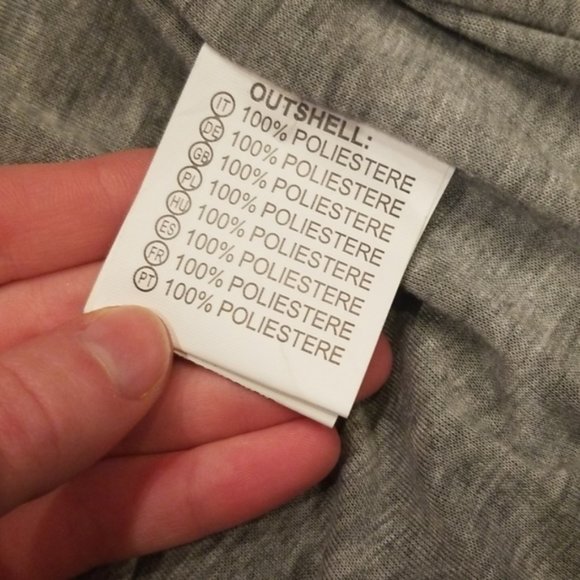 OUTSHELL:
IT 100% POLIESTERE
DE 100% POLIESTERE
GB 100% POLIESTERE
PL 100% POLIESTERE
HU 100% POLIESTERE
ES 100% POLIESTERE
FR 100% POLIESTERE
PT 100% POLIESTERE